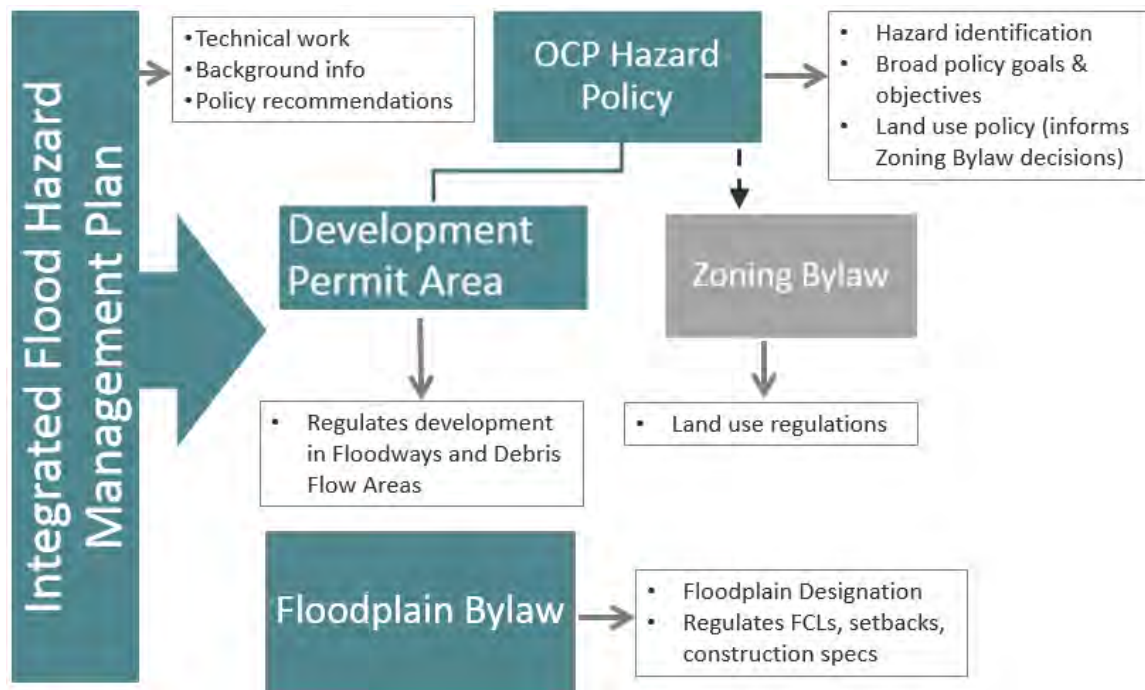 Integrated Flood Hazard
Management Plan
• Technical work
• Background info
• Policy recommendations
OCP Hazard
Policy
• Hazard identification
• Broad policy goals &
objectives
• Land use policy (informs
Zoning Bylaw decisions)
Development
Permit Area
Zoning Bylaw
• Regulates development
in Floodways and Debris
Flow Areas
• Land use regulations
Floodplain Bylaw
• Floodplain Designation
• Regulates FCLs, setbacks,
construction specs